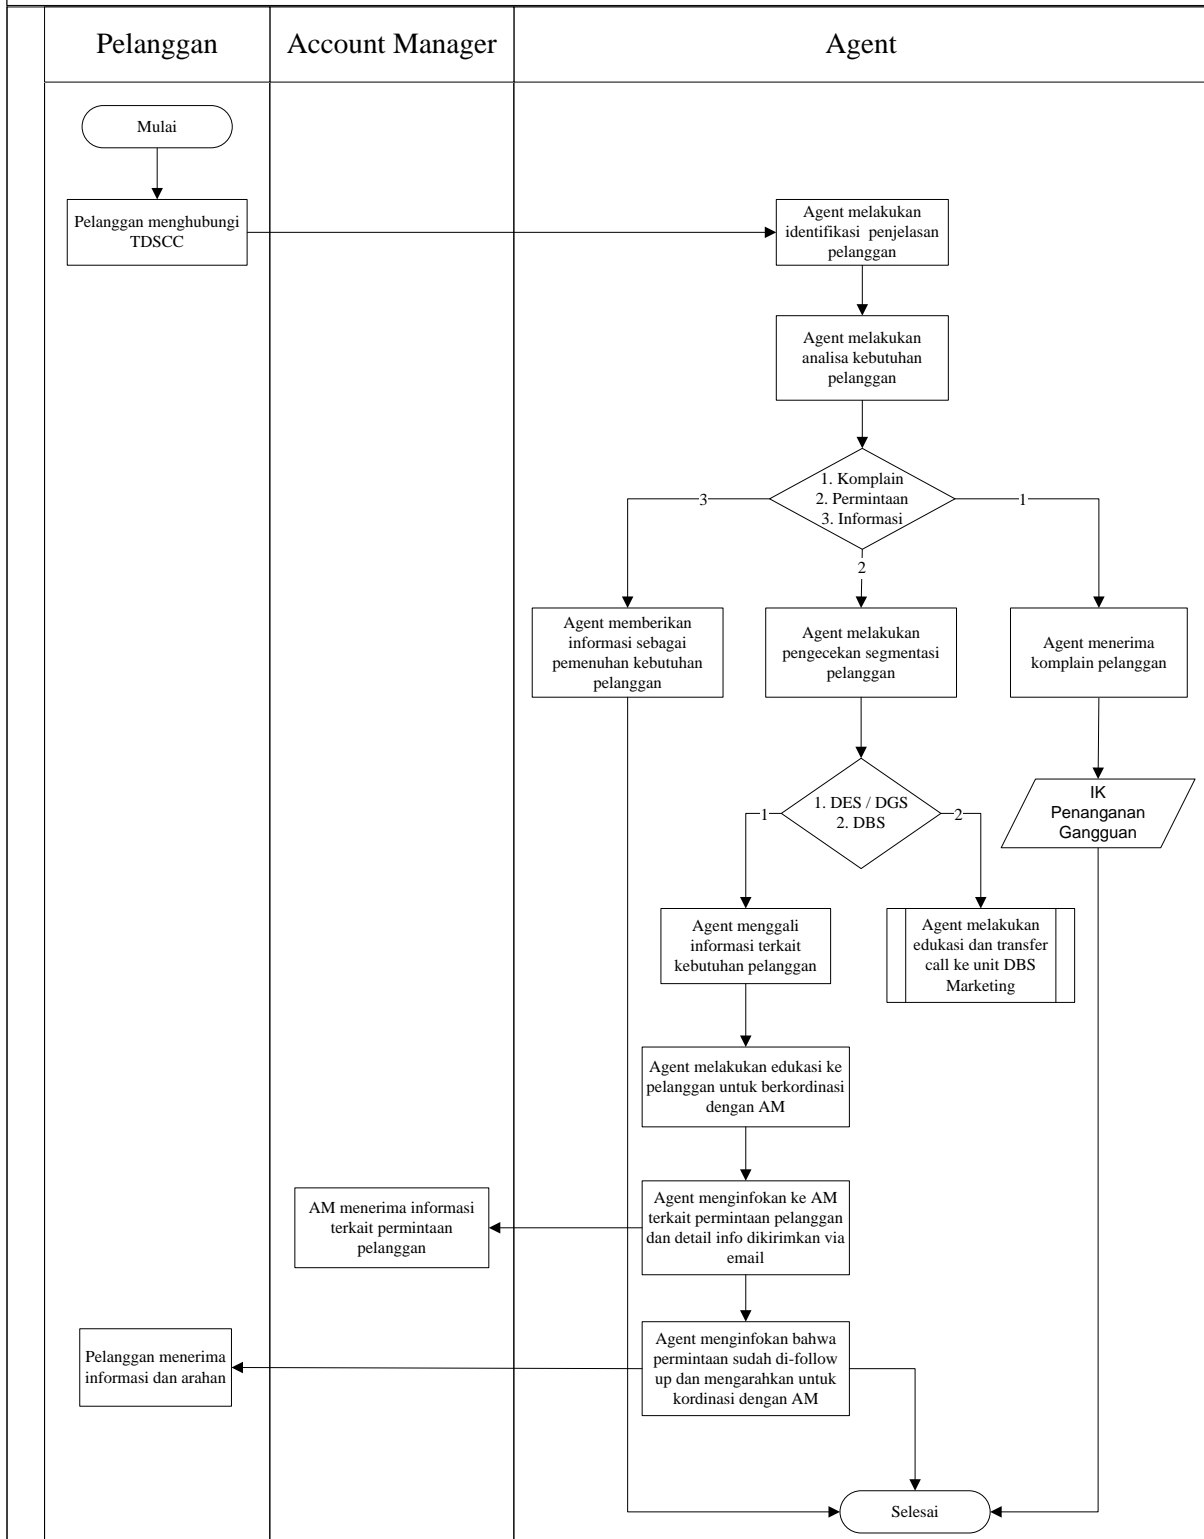 Pelanggan
Account Manager
Agent
Mulai
Pelanggan menghubungi
TDSCC
Agent melakukan
identifikasi penjelasan
pelanggan
Agent melakukan
analisa kebutuhan
pelanggan
1. Komplain
2. Permintaan
3. Informasi
3
1
2
Agent memberikan
informasi sebagai
pemenuhan kebutuhan
pelanggan
Agent melakukan
pengecekan segmentasi
pelanggan
Agent menerima
komplain pelanggan
1. DES / DGS
2. DBS
1
2
IK
Penanganan
Gangguan
Agent menggali
informasi terkait
kebutuhan pelanggan
Agent melakukan
edukasi dan transfer
call ke unit DBS
Marketing
Agent melakukan edukasi ke
pelanggan untuk berkordinasi
dengan AM
AM menerima informasi
terkait permintaan
pelanggan
Agent menginfokan ke AM
terkait permintaan pelanggan
dan detail info dikirimkan via
email
Pelanggan menerima
informasi dan arahan
Agent menginfokan bahwa
permintaan sudah di-follow
up dan mengarahkan untuk
kordinasi dengan AM
Selesai